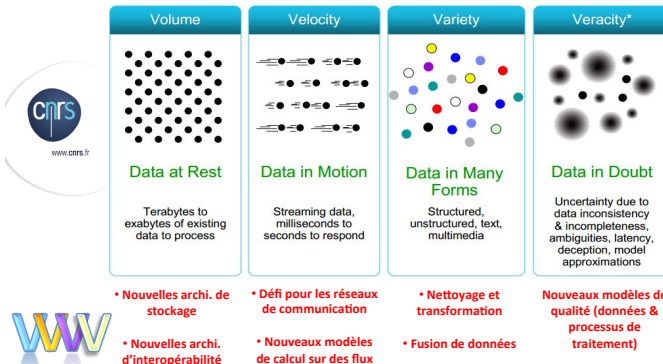 Volume
Velocity
Variety
Veracity*
cnrs
www.cnrs.fr
Data at Rest
Terabytes to
exabytes of existing
data to process
Data in Motion
Streaming data,
milliseconds to
seconds to respond
Data in Many
Forms
Structured,
unstructured, text,
multimedia
Data in Doubt
Uncertainty due to
data inconsistency
& incompleteness,
ambiguities, latency,
deception, model
approximations
• Nouvelles archi. de
stockage
• Nouvelles archi.
d'interopérabilité
• Défi pour les réseaux
de communication
• Nouveaux modèles
de calcul sur des flux
• Nettoyage et
transformation
• Fusion de données
Nouveaux modèles de
qualité (données &
processus de
traitement)
VVV